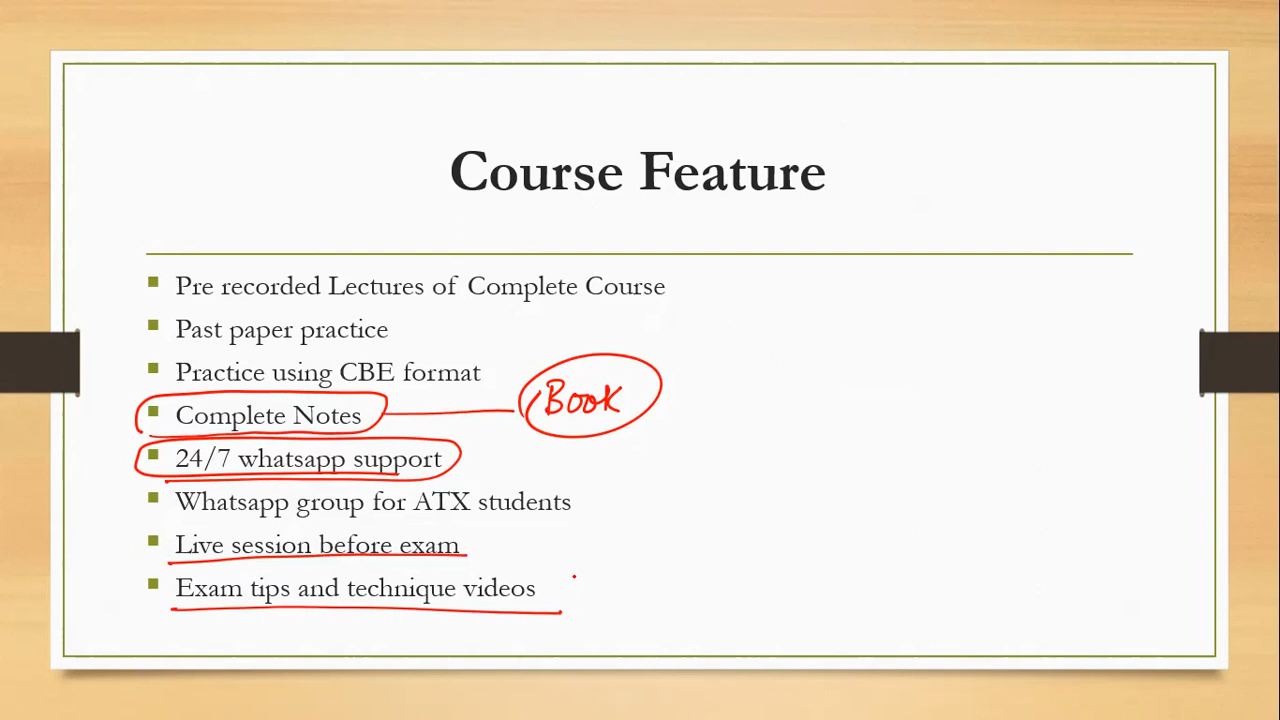 Course Feature
Pre recorded Lectures of Complete Course
Past paper practice
Practice using CBE format
Complete Notes
Book
24/7 whatsapp support
Whatsapp group for ATX students
Live session before exam
Exam tips and technique videos